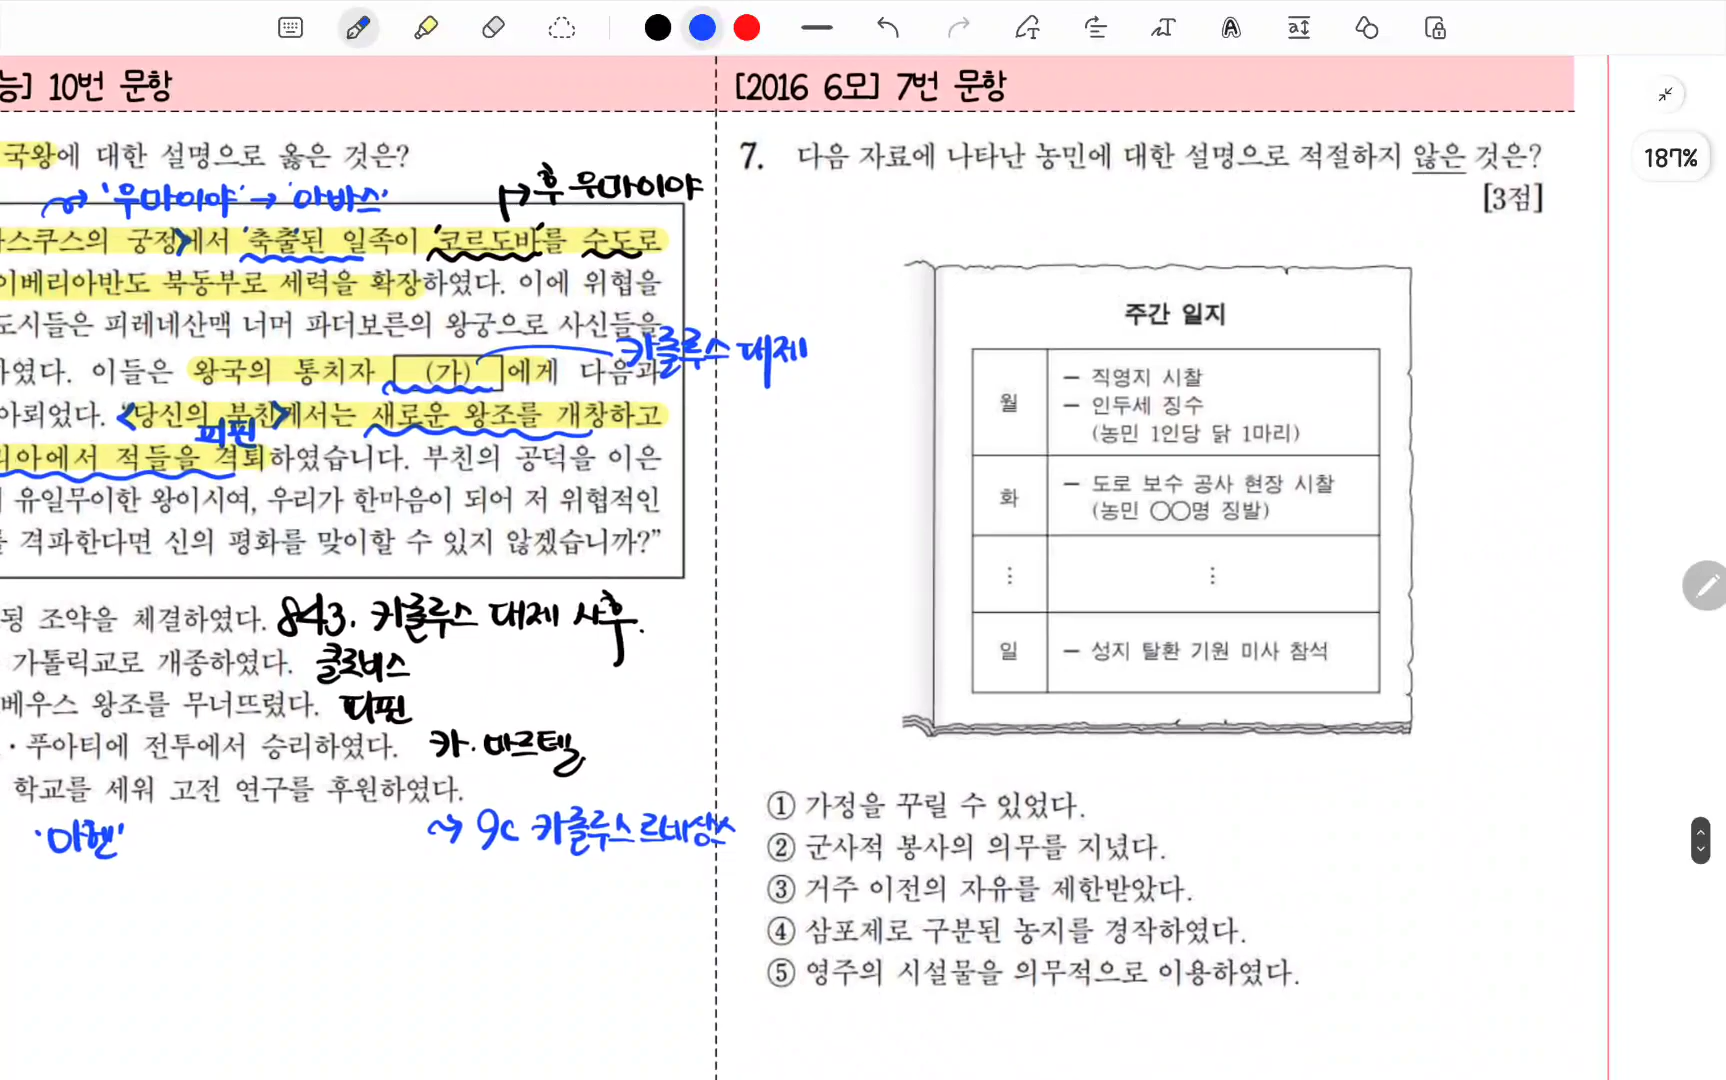 능] 10번 문항
국왕에 대한 설명으로 옳은 것은?
'우마이야' → '아바스'
후 우마이야
스쿠스의 궁정에서 축출된 일족이 '코르도바'를 수도로
이베리아반도 북동부로 세력을 확장하였다. 이에 위협을
도시들은 피레네산맥 너머 파더보른의 왕궁으로 사신들을
카롤루스 대제
하였다. 이들은 왕국의 통치자 (가) 에게 다음과
아뢰었다. "당신의 부친께서는 새로운 왕조를 개창하고
피핀
리아에서 적들을 격퇴하였습니다. 부친의 공덕을 이은
유일무이한 왕이시여, 우리가 한마음이 되어 저 위협적인
를 격파한다면 신의 평화를 맞이할 수 있지 않겠습니까?"
됭 조약을 체결하였다. 843. 카롤루스 대제 사후.
가톨릭교로 개종하였다. 클로비스
베우스 왕조를 무너뜨렸다. 피핀
·푸아티에 전투에서 승리하였다. 카·마르텔
학교를 세워 고전 연구를 후원하였다.
'아헨'
→ 9c 카롤루스 르네상스
[2016 6모] 7번 문항
7. 다음 자료에 나타난 농민에 대한 설명으로 적절하지 않은 것은?
[3점]
주간 일지
월
- 직영지 시찰
- 인두세 징수
(농민 1인당 닭 1마리)
화
- 도로 보수 공사 현장 시찰
(농민 ○○명 징발)
⋮ ⋮
일 - 성지 탈환 기원 미사 참석
① 가정을 꾸릴 수 있었다.
② 군사적 봉사의 의무를 지녔다.
③ 거주 이전의 자유를 제한받았다.
④ 삼포제로 구분된 농지를 경작하였다.
⑤ 영주의 시설물을 의무적으로 이용하였다.
187%